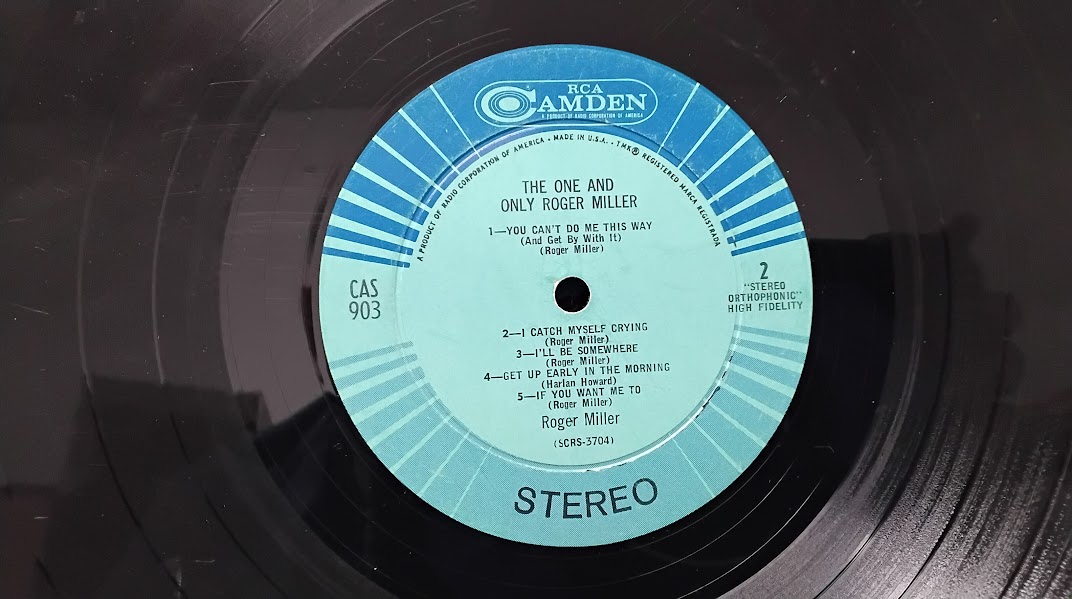 RCA
CAMDEN
A PRODUCT OF RADIO CORPORATION OF AMERICA
A PRODUCT OF RADIO CORPORATION OF AMERICA • MADE IN U.S.A. • TMK® REGISTERED MARCA REGISTRADA
THE ONE AND
ONLY ROGER MILLER
1—YOU CAN'T DO ME THIS WAY
(And Get By With It)
(Roger Miller)
CAS
903
2
"STEREO
ORTHOPHONIC"
HIGH FIDELITY
2—I CATCH MYSELF CRYING
(Roger Miller)
3—I'LL BE SOMEWHERE
(Roger Miller)
4—GET UP EARLY IN THE MORNING
(Harlan Howard)
5—IF YOU WANT ME TO
(Roger Miller)
Roger Miller
(SCRS-3704)
STEREO